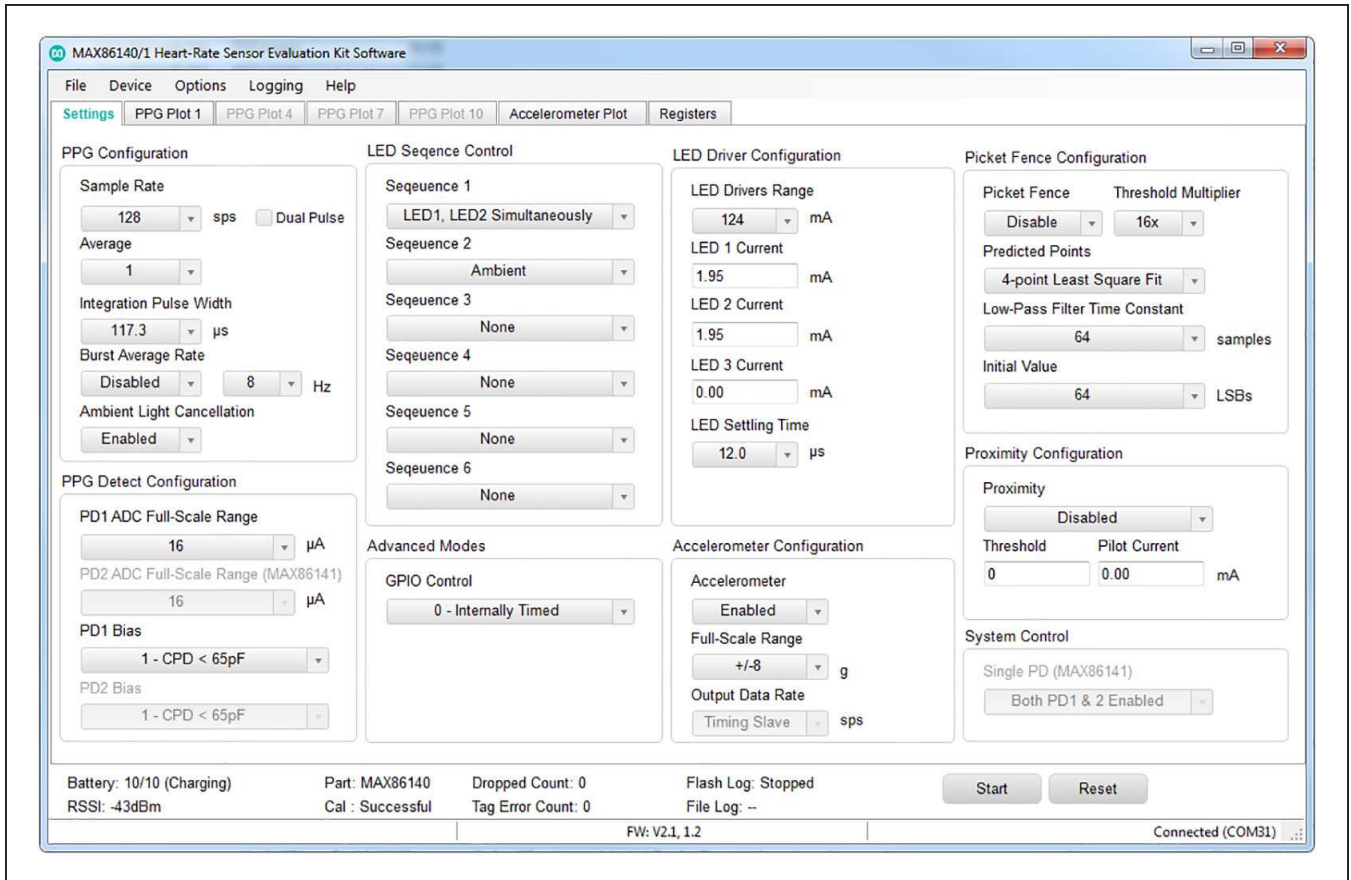 MAX86140/1 Heart-Rate Sensor Evaluation Kit Software
File Device Options Logging Help
Settings PPG Plot 1 PPG Plot 4 PPG Plot 7 PPG Plot 10 Accelerometer Plot Registers
PPG Configuration
Sample Rate
128 sps Dual Pulse
Average
1
Integration Pulse Width
117.3 µs
Burst Average Rate
Disabled 8 Hz
Ambient Light Cancellation
Enabled
PPG Detect Configuration
PD1 ADC Full-Scale Range
16 µA
PD2 ADC Full-Scale Range (MAX86141)
16 µA
PD1 Bias
1 - CPD < 65pF
PD2 Bias
1 - CPD < 65pF
LED Seqence Control
Seqeuence 1
LED1, LED2 Simultaneously
Seqeuence 2
Ambient
Seqeuence 3
None
Seqeuence 4
None
Seqeuence 5
None
Seqeuence 6
None
Advanced Modes
GPIO Control
0 - Internally Timed
LED Driver Configuration
LED Drivers Range
124 mA
LED 1 Current
1.95 mA
LED 2 Current
1.95 mA
LED 3 Current
0.00 mA
LED Settling Time
12.0 µs
Accelerometer Configuration
Accelerometer
Enabled
Full-Scale Range
+/-8 g
Output Data Rate
Timing Slave sps
Picket Fence Configuration
Picket Fence Threshold Multiplier
Disable 16x
Predicted Points
4-point Least Square Fit
Low-Pass Filter Time Constant
64 samples
Initial Value
64 LSBs
Proximity Configuration
Proximity
Disabled
Threshold Pilot Current
0 0.00 mA
System Control
Single PD (MAX86141)
Both PD1 & 2 Enabled
Battery: 10/10 (Charging) Part: MAX86140 Dropped Count: 0 Flash Log: Stopped Start Reset
RSSI: -43dBm Cal : Successful Tag Error Count: 0 File Log: --
FW: V2.1, 1.2 Connected (COM31)